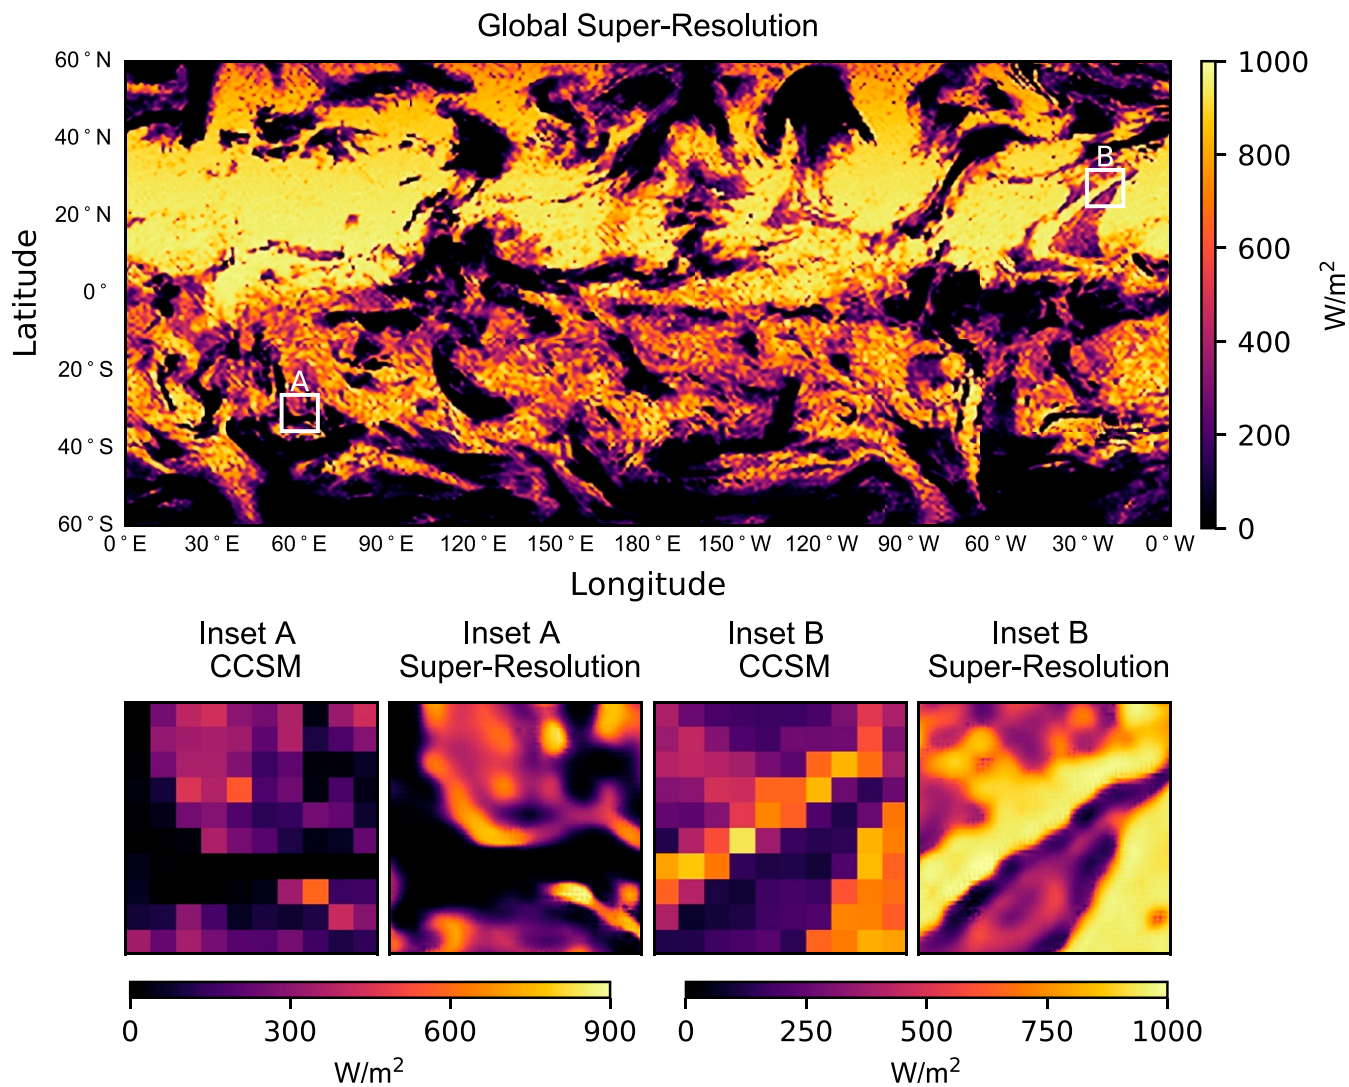 Global Super-Resolution
60°N
40°N
20°N
0°
20°S
40°S
60°S
Latitude
A
B
0°E 30°E 60°E 90°E 120°E 150°E 180°E 150°W 120°W 90°W 60°W 30°W 0°W
Longitude
1000
800
600
400
200
0
W/m²
Inset A
CCSM
Inset A
Super-Resolution
Inset B
CCSM
Inset B
Super-Resolution
0 300 600 900
W/m²
0 250 500 750 1000
W/m²